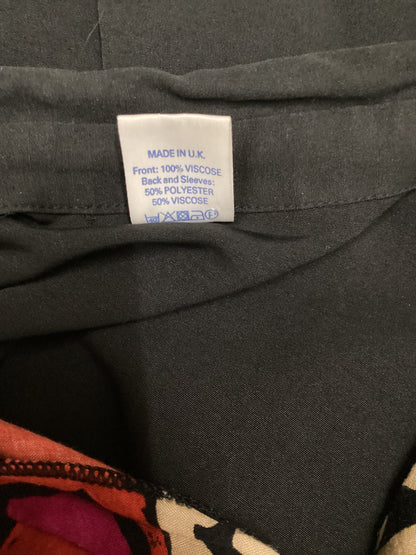 MADE IN U.K.
Front: 100% VISCOSE
Back and Sleeves:
50% POLYESTER
50% VISCOSE